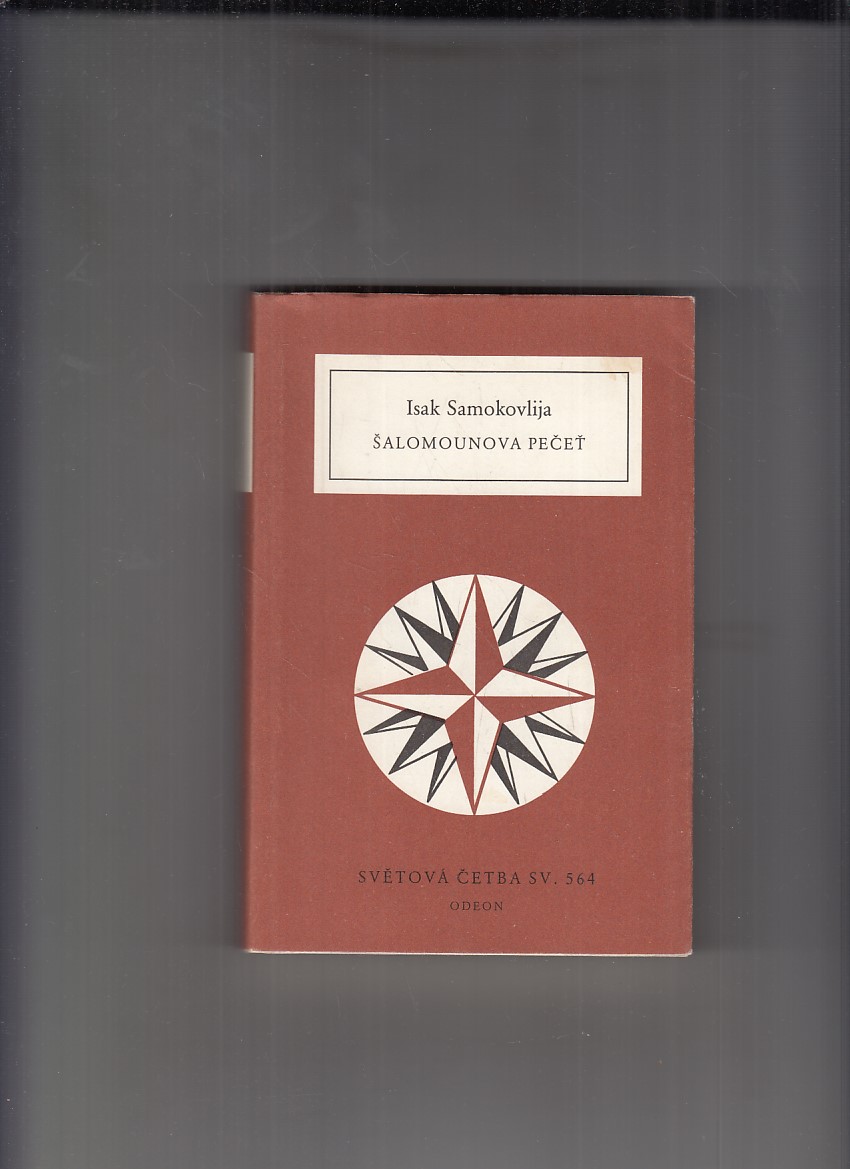 Isak Samokovlija
ŠALOMOUNOVA PEČEŤ
SVĚTOVÁ ČETBA SV. 564
ODEON